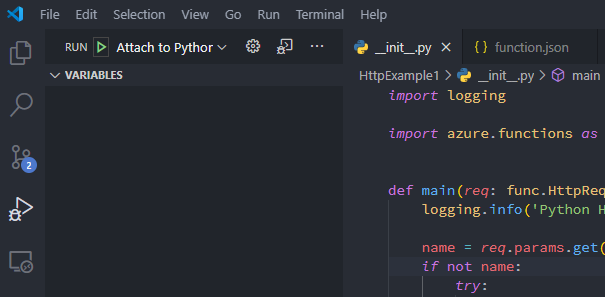 File Edit Selection View Go Run Terminal Help
RUN Attach to Pythor
__init__.py
{ } function.json
VARIABLES
HttpExample1 > __init__.py > main
import logging
import azure.functions as
def main(req: func.HttpReq
logging.info('Python H
name = req.params.get(
if not name:
try:
2